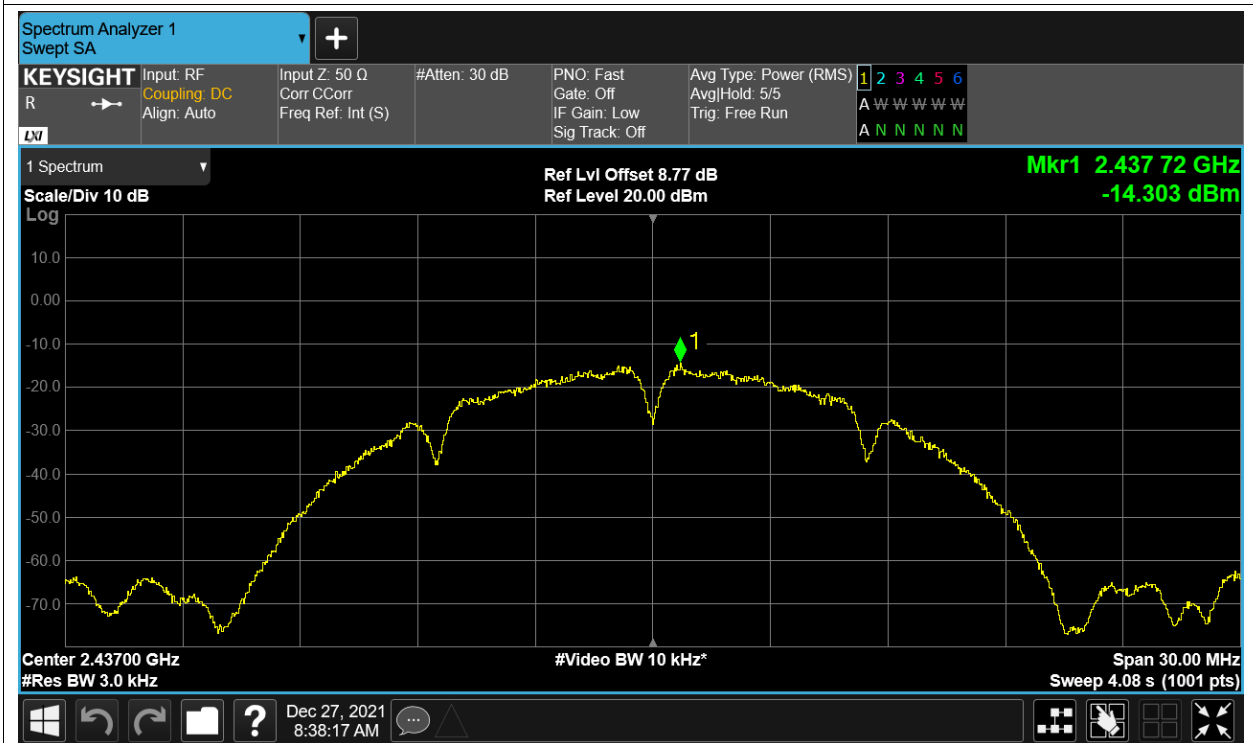 Spectrum Analyzer 1
Swept SA
KEYSIGHT
R
LXI
Input: RF
Coupling: DC
Align: Auto
Input Z: 50 Ω
Corr CCorr
Freq Ref: Int (S)
#Atten: 30 dB
PNO: Fast
Gate: Off
IF Gain: Low
Sig Track: Off
Avg Type: Power (RMS)
Avg|Hold: 5/5
Trig: Free Run
1 2 3 4 5 6
A W W W W W
A N N N N N
1 Spectrum
Scale/Div 10 dB
Log
Ref Lvl Offset 8.77 dB
Ref Level 20.00 dBm
Mkr1 2.437 72 GHz
-14.303 dBm
10.0
0.00
-10.0
-20.0
-30.0
-40.0
-50.0
-60.0
-70.0
1
Center 2.43700 GHz
#Res BW 3.0 kHz
#Video BW 10 kHz*
Span 30.00 MHz
Sweep 4.08 s (1001 pts)
?
Dec 27, 2021
8:38:17 AM